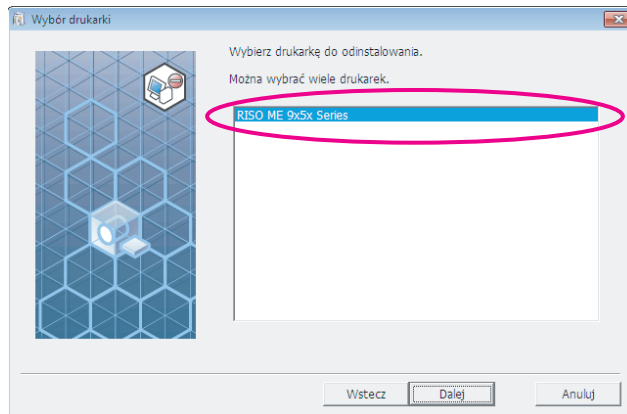 Wybór drukarki
Wybierz drukarkę do odinstalowania.
Można wybrać wiele drukarek.
RISO ME 9x5x Series
Wstecz
Dalej
Anuluj